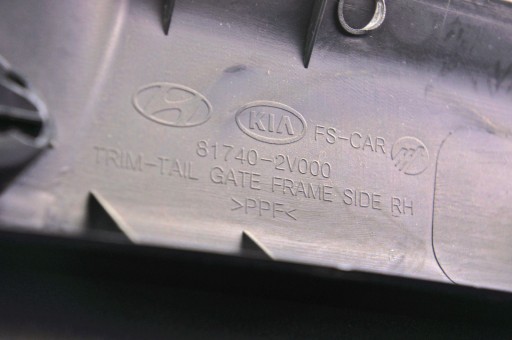 KIA FS-CAR
81740-2V000
TRIM-TAIL GATE FRAME SIDE RH
>PPF<